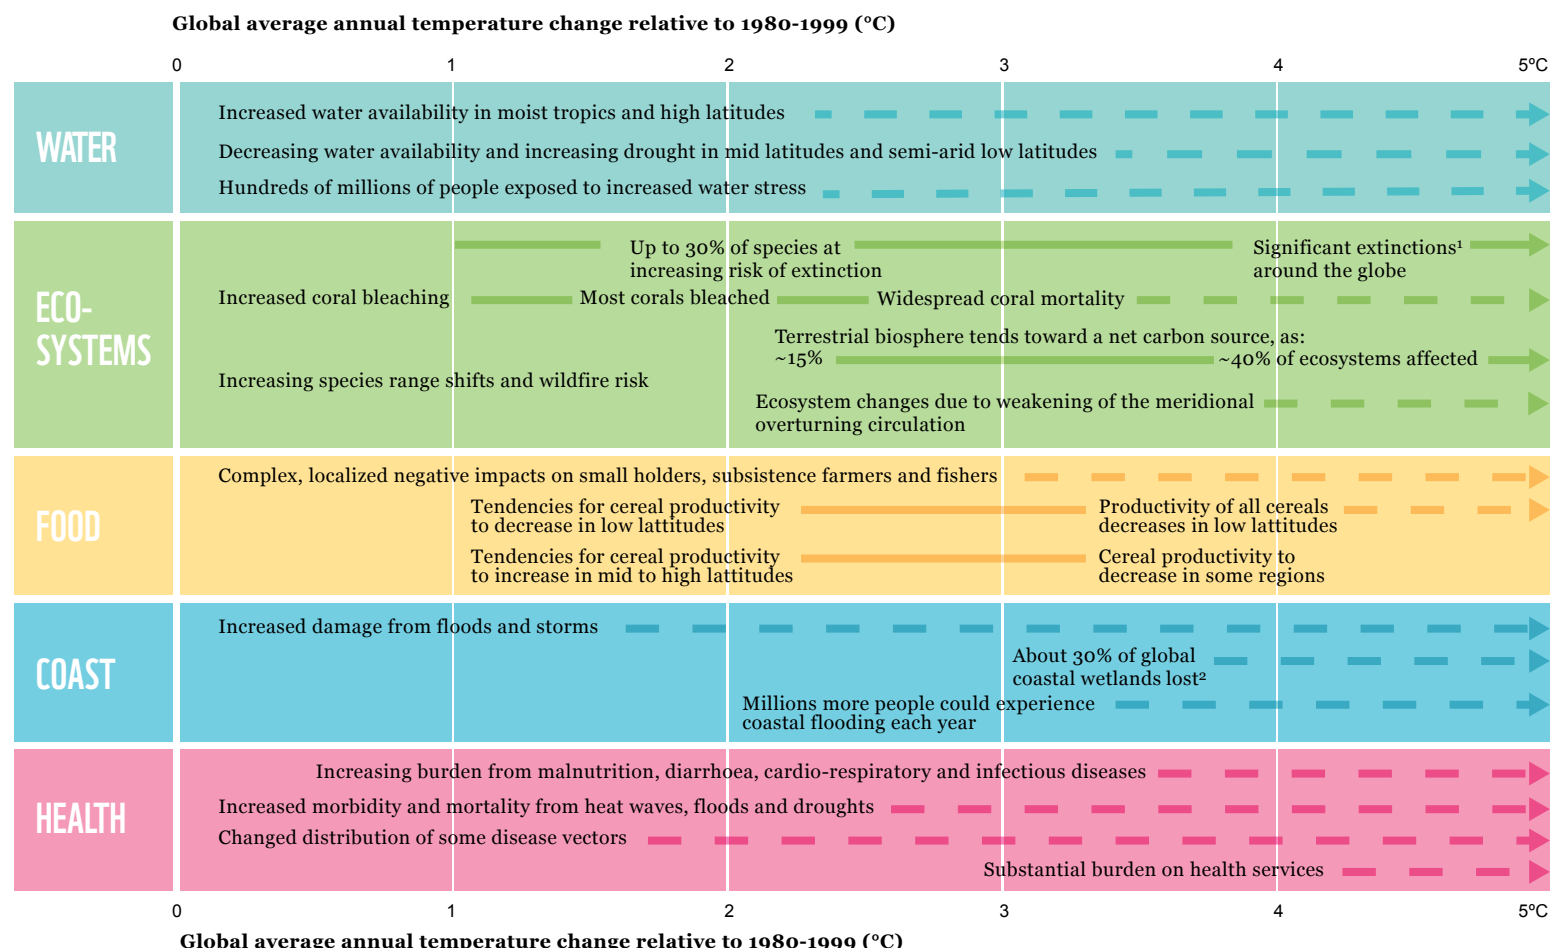 Global average annual temperature change relative to 1980-1999 (°C)
0 1 2 3 4 5°C
WATER
Increased water availability in moist tropics and high latitudes
Decreasing water availability and increasing drought in mid latitudes and semi-arid low latitudes
Hundreds of millions of people exposed to increased water stress
ECO-
SYSTEMS
Up to 30% of species at
increasing risk of extinction
Significant extinctions¹
around the globe
Increased coral bleaching
Most corals bleached
Widespread coral mortality
Terrestrial biosphere tends toward a net carbon source, as:
~15%
~40% of ecosystems affected
Increasing species range shifts and wildfire risk
Ecosystem changes due to weakening of the meridional
overturning circulation
FOOD
Complex, localized negative impacts on small holders, subsistence farmers and fishers
Tendencies for cereal productivity
to decrease in low lattitudes
Productivity of all cereals
decreases in low lattitudes
Tendencies for cereal productivity
to increase in mid to high lattitudes
Cereal productivity to
decrease in some regions
COAST
Increased damage from floods and storms
About 30% of global
coastal wetlands lost²
Millions more people could experience
coastal flooding each year
HEALTH
Increasing burden from malnutrition, diarrhoea, cardio-respiratory and infectious diseases
Increased morbidity and mortality from heat waves, floods and droughts
Changed distribution of some disease vectors
Substantial burden on health services
0 1 2 3 4 5°C
Global average annual temperature change relative to 1980-1999 (°C)